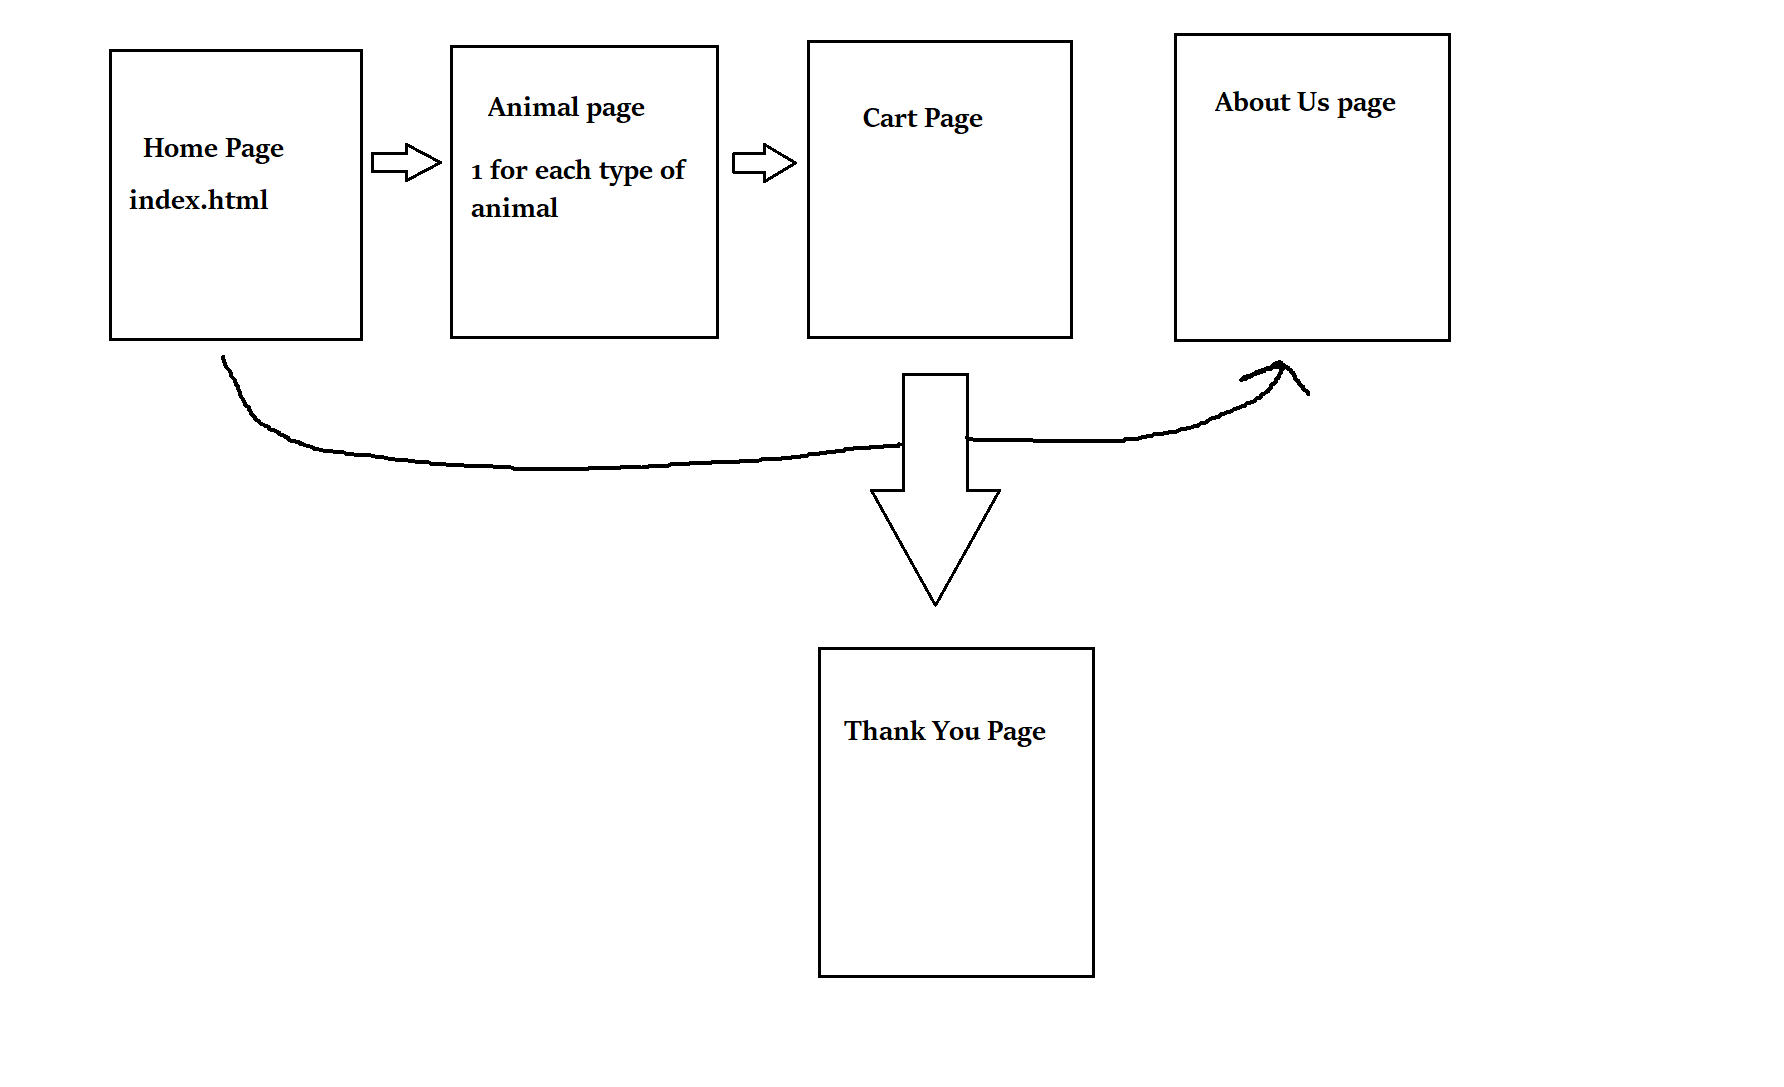 Home Page
index.html
Animal page
1 for each type of
animal
Cart Page
About Us page
Thank You Page